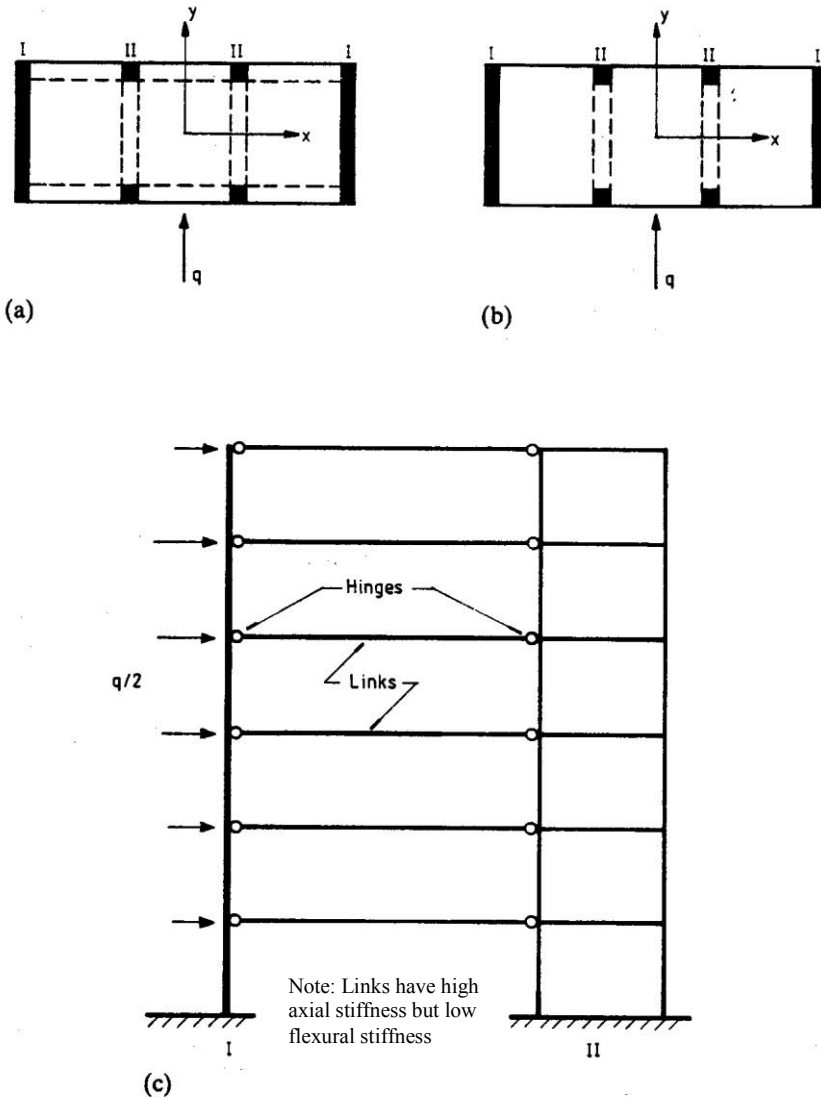 y
y
I II II I
I II II I
x
x
q
q
(a)
(b)
Hinges
q/2
Links
Note: Links have high
axial stiffness but low
flexural stiffness
I
II
(c)